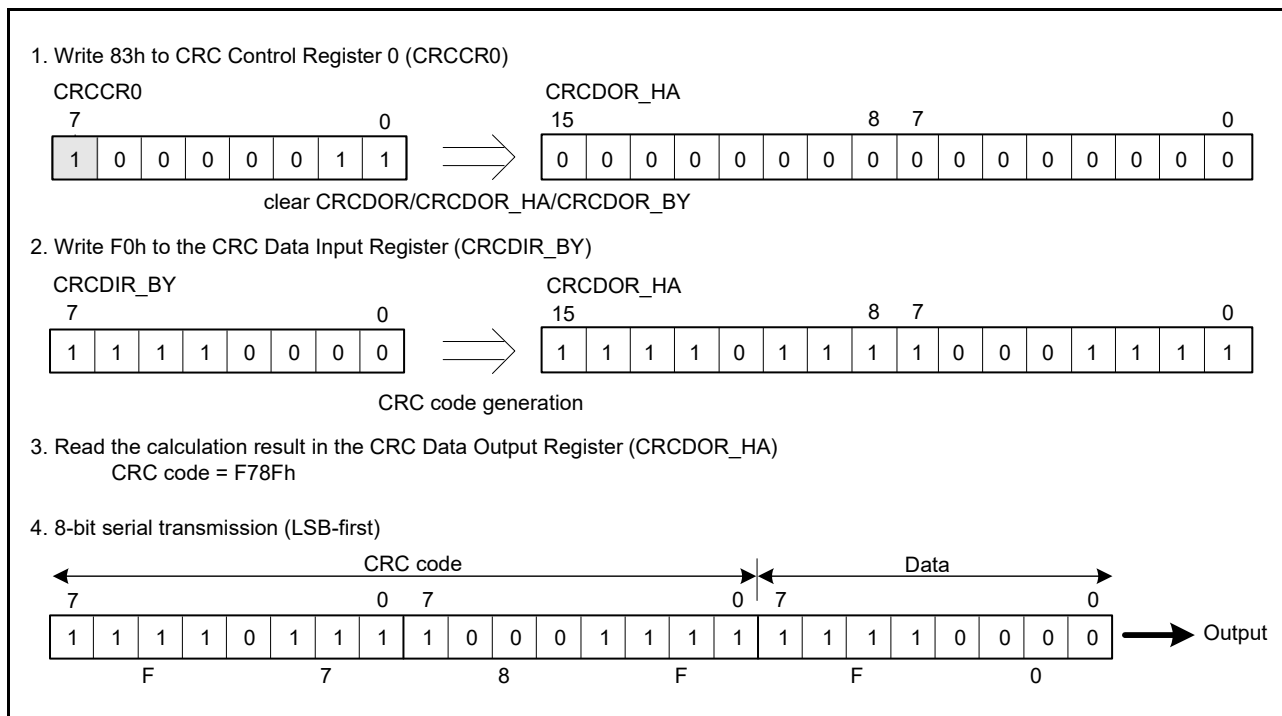 1. Write 83h to CRC Control Register 0 (CRCCR0)
CRCCR0 CRCDOR_HA
7 0 15 8 7 0
1 0 0 0 0 0 1 1 0 0 0 0 0 0 0 0 0 0 0 0 0 0 0 0
clear CRCDOR/CRCDOR_HA/CRCDOR_BY
2. Write F0h to the CRC Data Input Register (CRCDIR_BY)
CRCDIR_BY CRCDOR_HA
7 0 15 8 7 0
1 1 1 1 0 0 0 0 1 1 1 1 0 1 1 1 1 0 0 0 1 1 1 1
CRC code generation
3. Read the calculation result in the CRC Data Output Register (CRCDOR_HA)
CRC code = F78Fh
4. 8-bit serial transmission (LSB-first)
CRC code Data
7 0 7 0 7 0
1 1 1 1 0 1 1 1 1 0 0 0 1 1 1 1 1 1 1 1 0 0 0 0 Output
F 7 8 F F 0